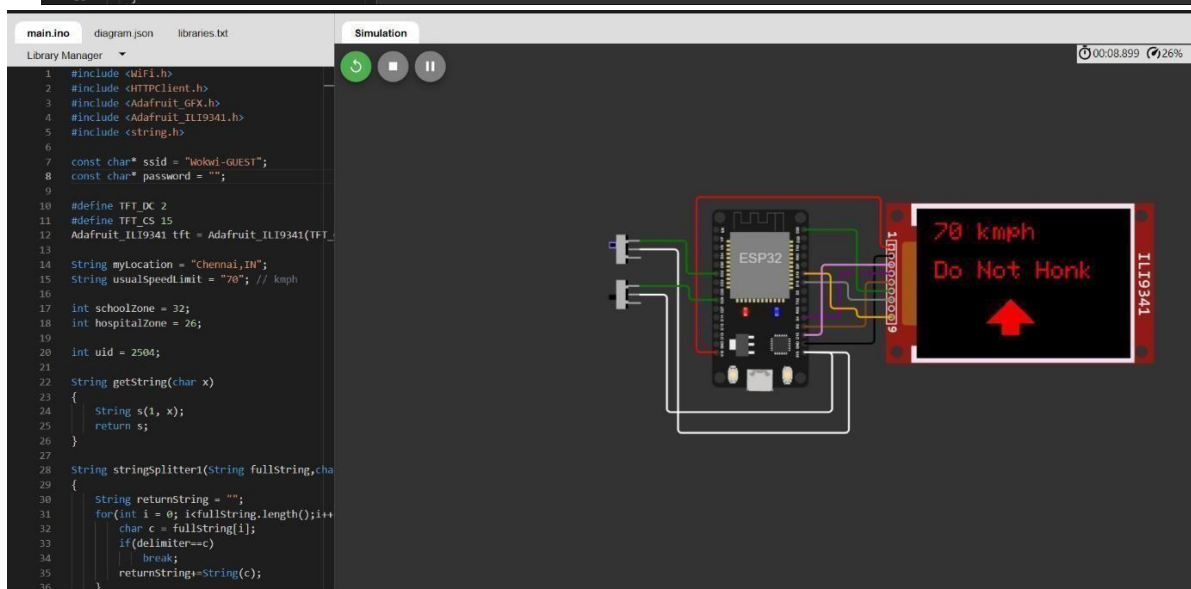 main.ino diagram.json libraries.txt
Library Manager
1 #include <WiFi.h>
2 #include <HTTPClient.h>
3 #include <Adafruit_GFX.h>
4 #include <Adafruit_ILI9341.h>
5 #include <string.h>
6
7 const char* ssid = "Wokwi-GUEST";
8 const char* password = "";
9
10 #define TFT_DC 2
11 #define TFT_CS 15
12 Adafruit_ILI9341 tft = Adafruit_ILI9341(TFT_
13
14 String myLocation = "Chennai,IN";
15 String usualSpeedLimit = "70"; // kmph
16
17 int schoolZone = 32;
18 int hospitalZone = 26;
19
20 int uid = 2504;
21
22 String getString(char x)
23 {
24 String s(1, x);
25 return s;
26 }
27
28 String stringSplitter1(String fullString,cha
29 {
30 String returnString = "";
31 for(int i = 0; i<fullString.length();i++
32 char c = fullString[i];
33 if(delimiter==c)
34 break;
35 returnString+=String(c);
36 }
Simulation
00:08.899 26%
ESP32
1
9
70 kmph
Do Not Honk
ILI9341